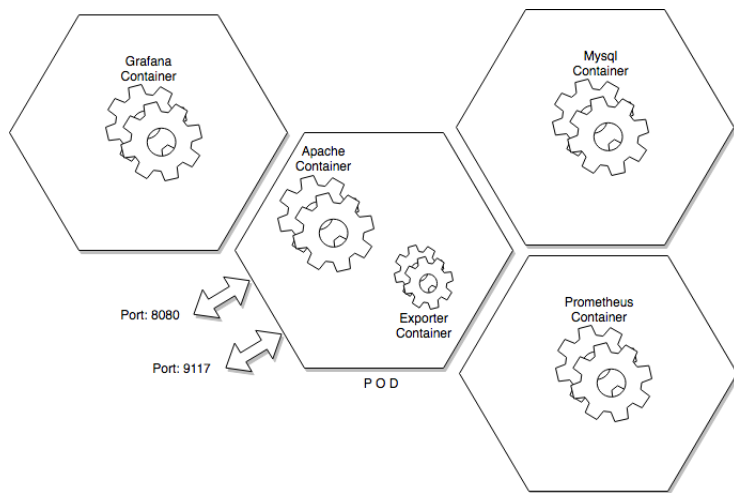 Grafana
Container
Mysql
Container
Apache
Container
Exporter
Container
Prometheus
Container
Port: 8080
Port: 9117
P O D